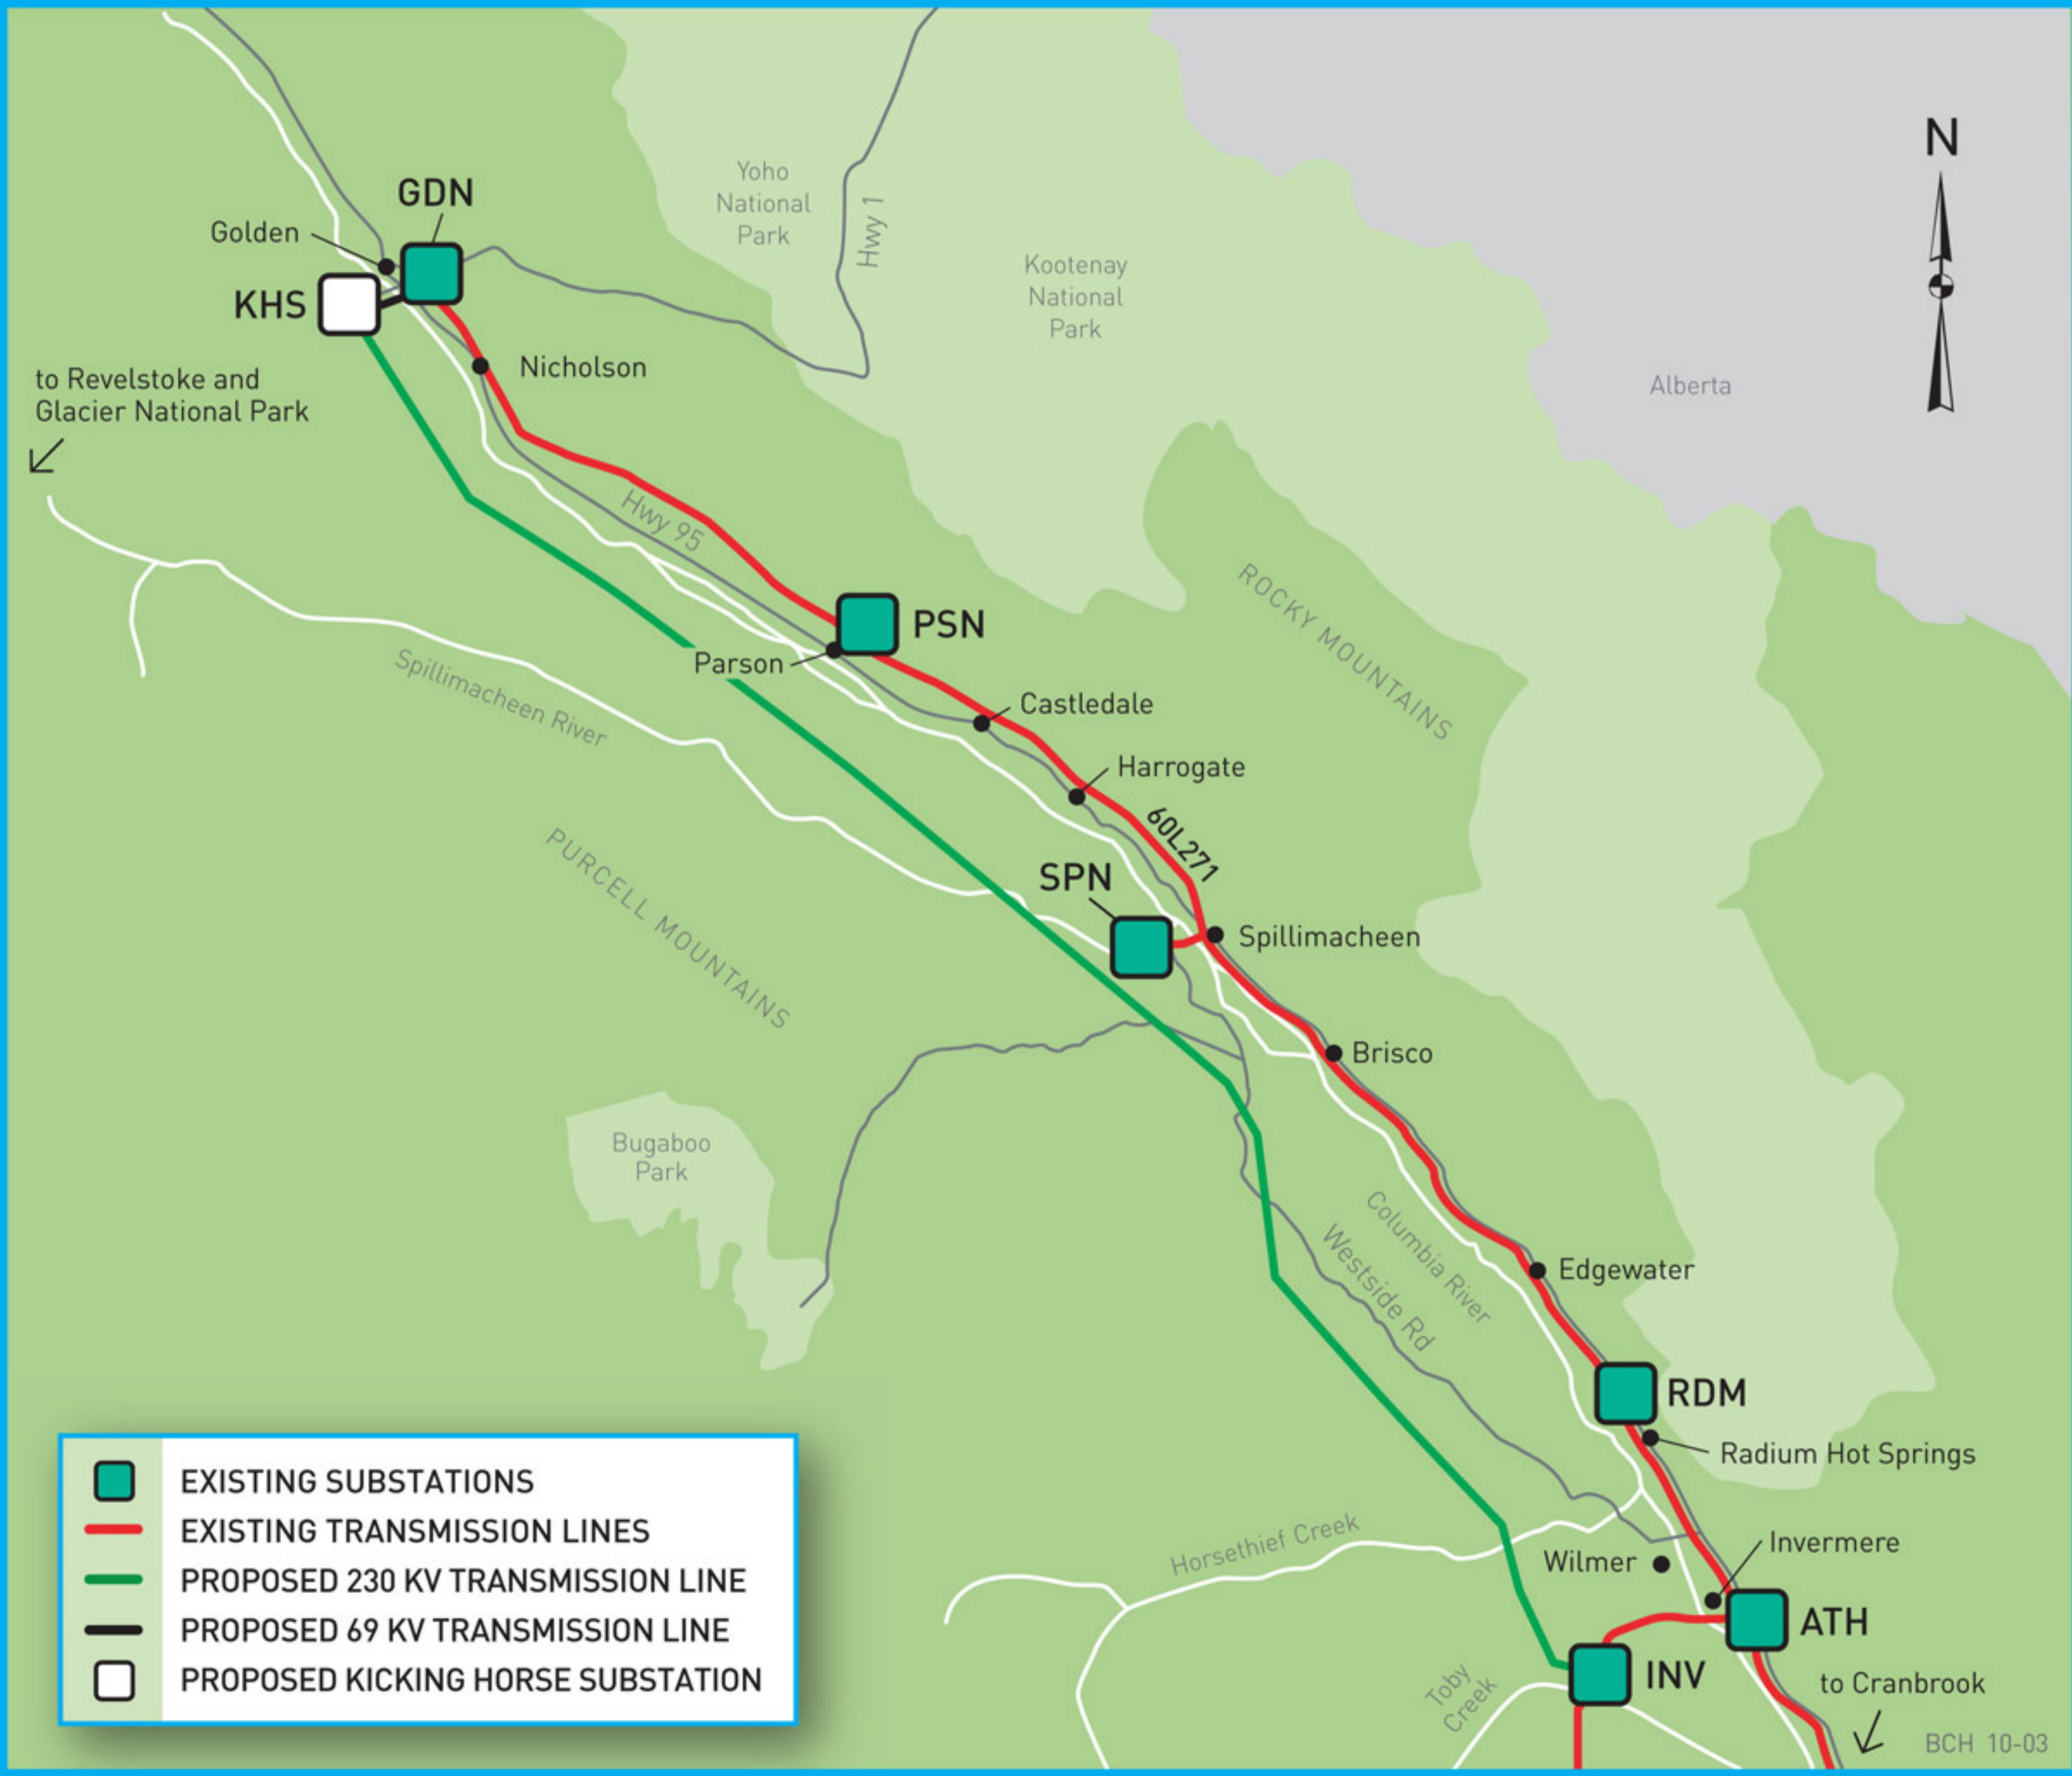 N
GDN
Golden
KHS
Yoho
National
Park
Hwy 1
Kootenay
National
Park
Alberta
to Revelstoke and
Glacier National Park
Nicholson
Hwy 95
PSN
Parson
ROCKY MOUNTAINS
Spillimacheen River
Castledale
Harrogate
60L271
PURCELL MOUNTAINS
SPN
Spillimacheen
Brisco
Bugaboo
Park
Columbia River
Westside Rd
Edgewater
RDM
Radium Hot Springs
Horsethief Creek
Wilmer
Invermere
ATH
INV
Toby
Creek
to Cranbrook
BCH 10-03
EXISTING SUBSTATIONS
EXISTING TRANSMISSION LINES
PROPOSED 230 KV TRANSMISSION LINE
PROPOSED 69 KV TRANSMISSION LINE
PROPOSED KICKING HORSE SUBSTATION